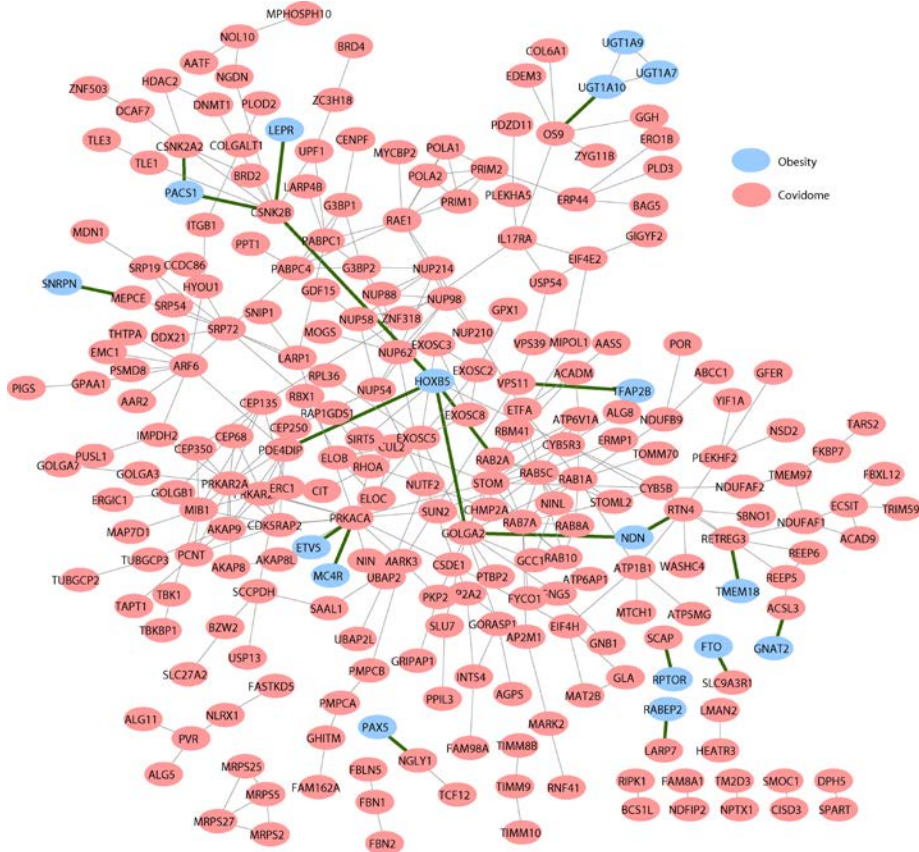 MPHOSPH10
NOL10
AATF
NGDN
BRD4
ZNF503
HDAC2
DNMT1
PLOD2
ZC3H18
DCAF7
LEPR
TLE3
CSNK2A2
COLGALT1
UPF1
CENPF
TLE1
BRD2
LARP4B
MYCBP2
POLA1
PACS1
CSNK2B
G3BP1
POLA2
PRIM2
PRIM1
ITGB1
PABPC1
RAE1
MDN1
PPT1
SRP19
CCDC86
PABPC4
G3BP2
NUP214
SNRPN
HYOU1
GDF15
NUP88
NUP98
MEPCE
SRP54
SNIP1
NUP58
ZNF318
GPX1
THTPA
DDX21
SRP72
MOGS
EXOSC3
NUP210
EMC1
LARP1
NUP62
PSMD8
ARF6
RPL36
HOXB5
EXOSC2
PIGS
GPAA1
AAR2
RBX1
NUP54
CEP135
RAP1GDS1
EXOSC8
UGT1A9
COL6A1
UGT1A7
EDEM3
UGT1A10
PDZD11
OS9
GGH
ERO1B
ZYG11B
PLD3
PLEKHA5
ERP44
BAG5
IL17RA
GIGYF2
EIF4E2
USP54
VPS39
MIPOL1
AASS
POR
VPS11
ACADM
TFAP2B
ABCC1
GFER
ETFA
ALG8
NDUFB9
YIF1A
RBM41
ATP6V1A
Obesity
Covidome
IMPDH2
CEP68
CEP250
SIRT5
EXOSC5
PUSL1
CEP350
PDE4DIP
ELOB
CUL2
GOLGA7
GOLGA3
RHOA
PRKAR2A
ERC1
CIT
ELOC
NUTF2
ERGIC1
GOLGB1
MIB1
AKAP9
CDK5RAP2
PRKACA
SUN2
MAP7D1
PCNT
ETV5
TUBGCP3
AKAP8
AKAP8L
NIN
MARK3
TUBGCP2
TBK1
SCCPDH
MC4R
UBAP2
TAPT1
SAAL1
TBKBP1
BZW2
UBAP2L
USP13
SLC27A2
CYB5R3
ERMP1
NSD2
TARS2
RAB2A
TOMM70
PLEKHF2
FKBP7
RAB5C
RAB1A
TMEM97
FBXL12
STOM
CYB5B
NDUFAF2
NINL
STOML2
RTN4
ECSIT
TRIM59
CHMP2A
SBNO1
NDUFAF1
RAB7A
RAB8A
ACAD9
GOLGA2
NDN
RETREG3
REEP6
RAB10
WASHC4
GCC1
ATP1B1
REEP5
CSDE1
PTBP2
ATP6AP1
TMEM18
PKP2
FYCO1
GNG5
MTCH1
ATP5MG
ACSL3
SLU7
GORASP1
EIF4H
SCAP
FTO
GNAT2
AP2M1
GNB1
GRIPAP1
RPTOR
SLC9A3R1
PMPCB
GLA
INTS4
MAT2B
RABEP2
LMAN2
PPIL3
AGPS
PMPCA
LARP7
HEATR3
FASTKD5
NLRX1
ALG11
PVR
PAX5
MARK2
GHITM
TIMM8B
FAM98A
ALG5
NGLY1
MRPS25
FAM162A
FBLN5
TIMM9
RNF41
RIPK1
FAM8A1
TM2D3
SMOC1
DPH5
MRPS5
TCF12
FBN1
BCS1L
NDFIP2
NPTX1
CISD3
SPART
MRPS27
TIMM10
MRPS2
FBN2